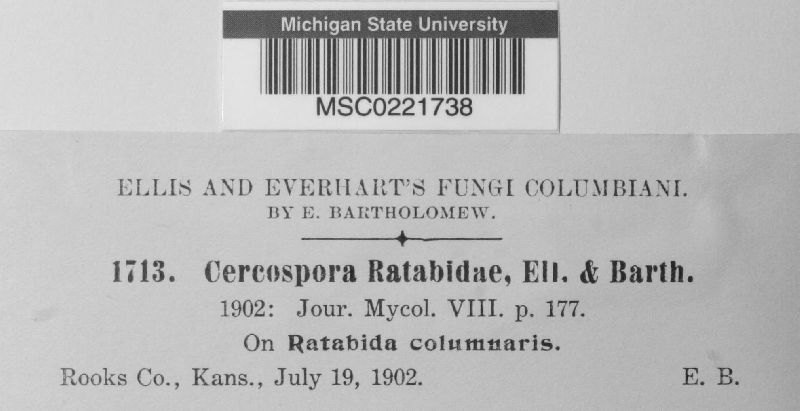 Michigan State University
MSC0221738
ELLIS AND EVERHART'S FUNGI COLUMBIANI.
BY E. BARTHOLOMEW.
1713. Cercospora Ratabidae, Ell. & Barth.
1902: Jour. Mycol. VIII. p. 177.
On Ratabida columnaris.
Rooks Co., Kans., July 19, 1902. E. B.